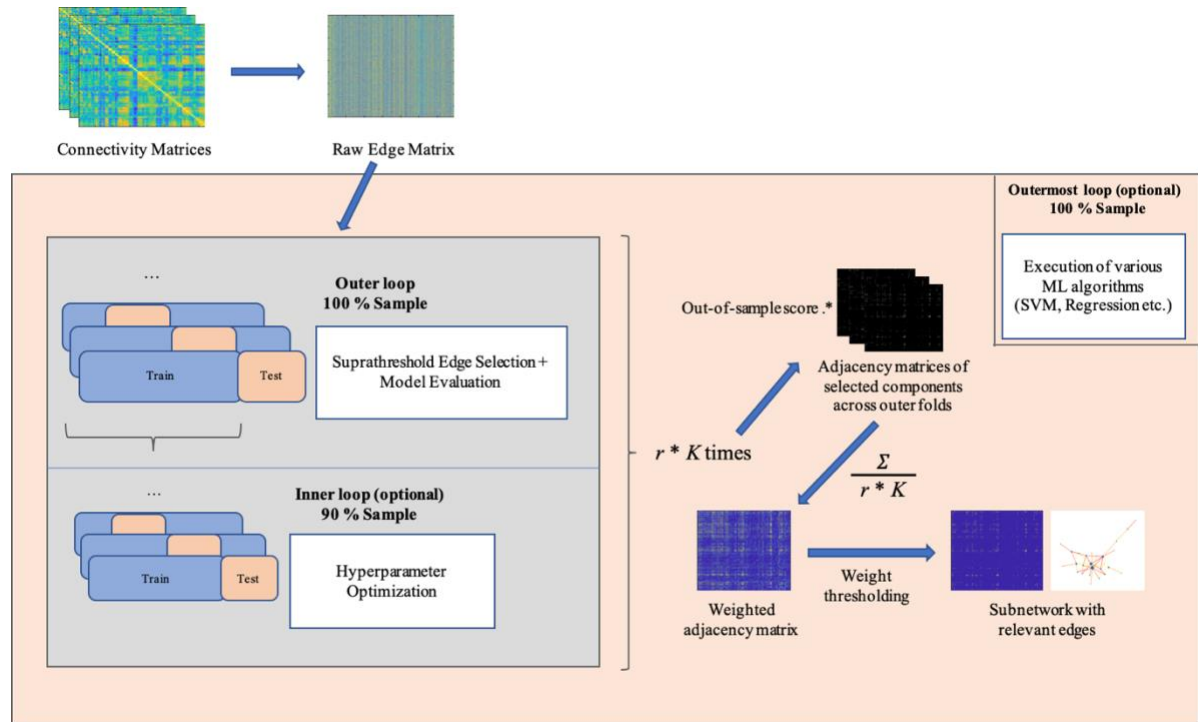 Connectivity Matrices
Raw Edge Matrix
Outermost loop (optional)
100 % Sample
Execution of various
ML algorithms
(SVM, Regression etc.)
…
Outer loop
100 % Sample
Train
Test
Suprathreshold Edge Selection +
Model Evaluation
…
Inner loop (optional)
90 % Sample
Train
Test
Hyperparameter
Optimization
r * K times
Out-of-sample score .*
Adjacency matrices of
selected components
across outer folds
Σ
r * K
Weighted
adjacency matrix
Weight
thresholding
Subnetwork with
relevant edges